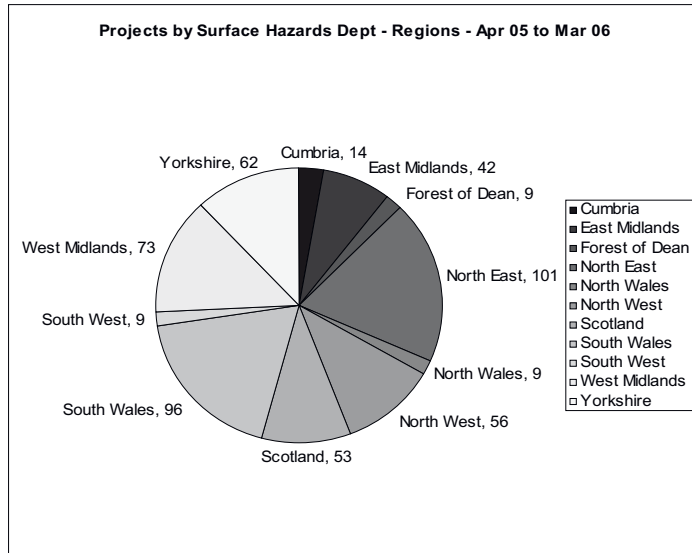 Projects by Surface Hazards Dept - Regions - Apr 05 to Mar 06
Cumbria, 14
East Midlands, 42
Forest of Dean, 9
North East, 101
North Wales, 9
North West, 56
Scotland, 53
South Wales, 96
South West, 9
West Midlands, 73
Yorkshire, 62
Cumbria
East Midlands
Forest of Dean
North East
North Wales
North West
Scotland
South Wales
South West
West Midlands
Yorkshire